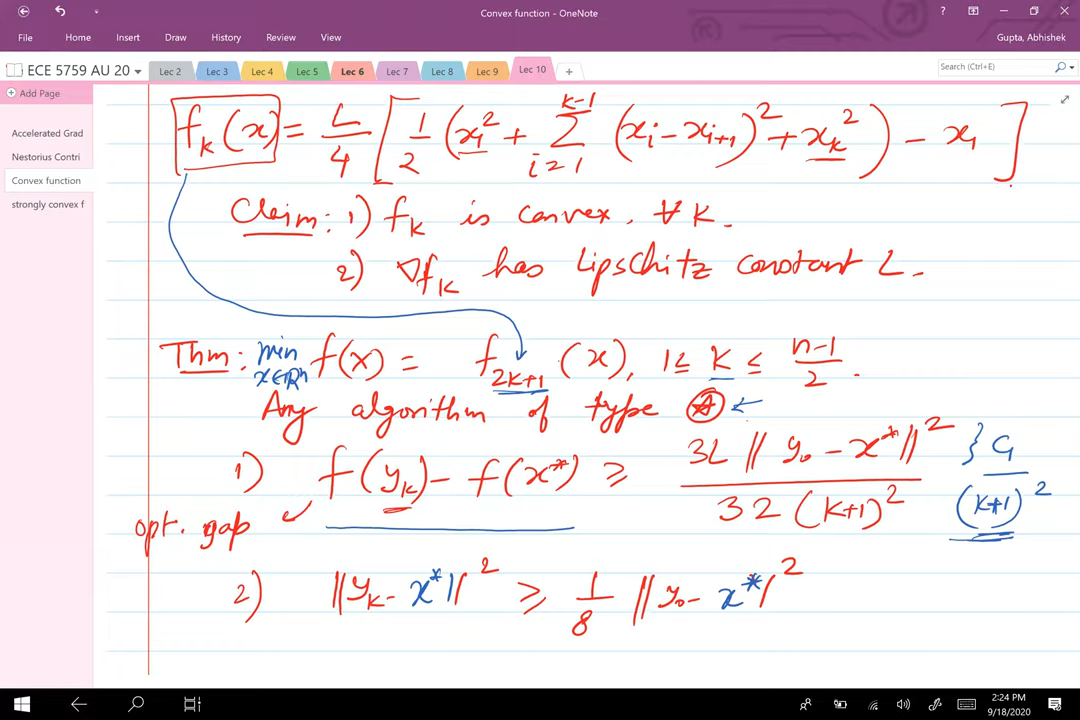 Convex function - OneNote
?
File Home Insert Draw History Review View
Gupta, Abhishek
ECE 5759 AU 20 Lec 2 Lec 3 Lec 4 Lec 5 Lec 6 Lec 7 Lec 8 Lec 9 Lec 10 +
Search (Ctrl+E)
Add Page
Accelerated Grad
Nestorius Contri
Convex function
strongly convex f
f_k(x) = L/4 [ 1/2 ( x_1^2 + ∑_{i=1}^{k-1} (x_i - x_{i+1})^2 + x_k^2 ) - x_1 ]
Claim: 1) f_k is convex, ∀ k.
2) ∇f_k has Lipschitz constant L.
Thm: min_{x∈R^n} f(x) = f_{2k+1}(x), 1 ≤ k ≤ (n-1)/2.
Any algorithm of type Ⓐ ←
1) f(y_k) - f(x*) ≥ 3L ||y_0 - x*||^2 / 32 (k+1)^2 } C_1/(k+1)^2
opt. gap
2) ||y_k - x*||^2 ≥ 1/8 ||y_0 - x*||^2
2:24 PM
9/18/2020